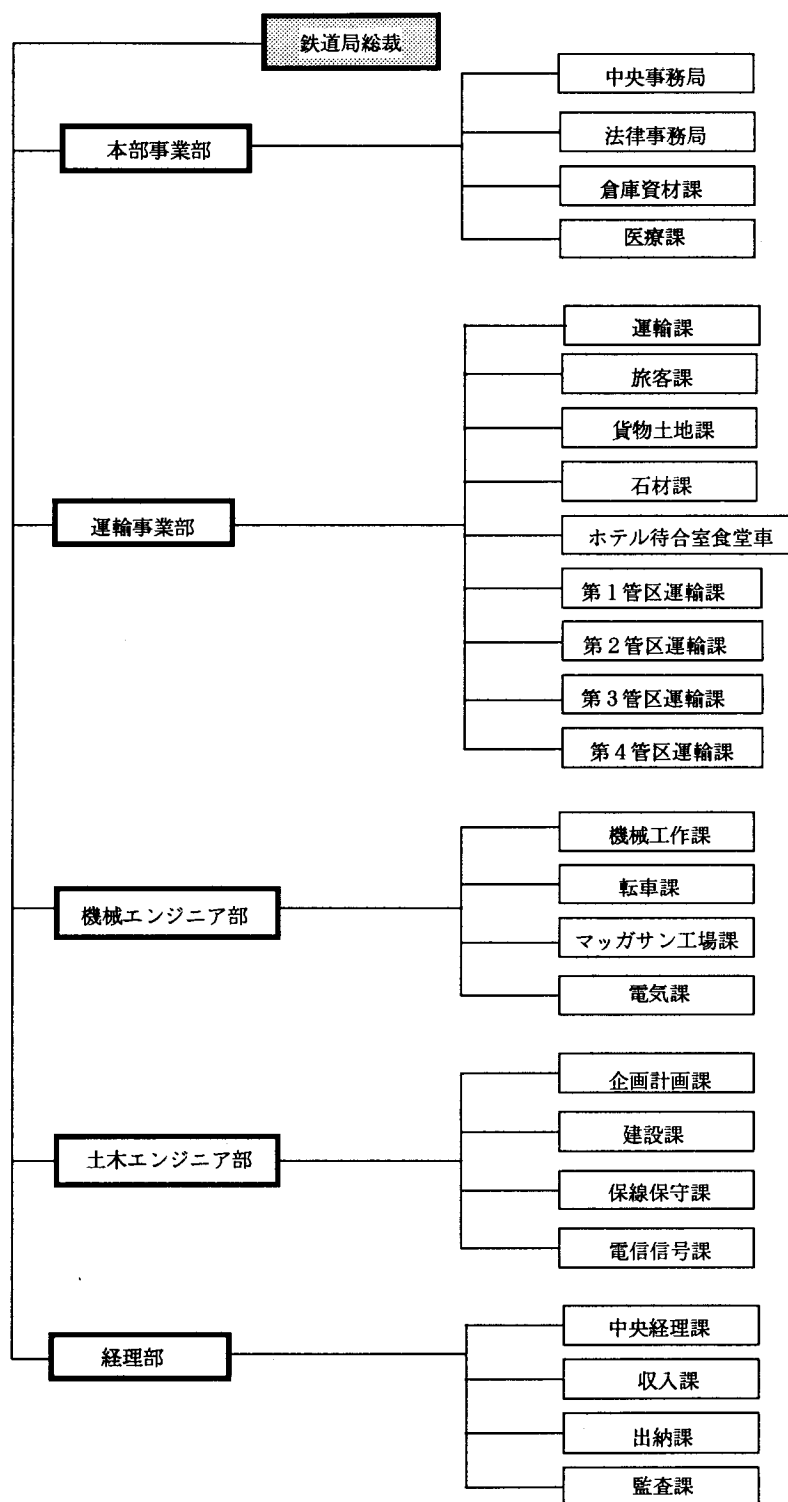 鉄道局総裁
本部事業部
中央事務局
法律事務局
倉庫資材課
医療課
運輸事業部
運輸課
旅客課
貨物土地課
石材課
ホテル待合室食堂車
第1管区運輸課
第2管区運輸課
第3管区運輸課
第4管区運輸課
機械エンジニア部
機械工作課
転車課
マッガサン工場課
電気課
土木エンジニア部
企画計画課
建設課
保線保守課
電信信号課
経理部
中央経理課
収入課
出納課
監査課